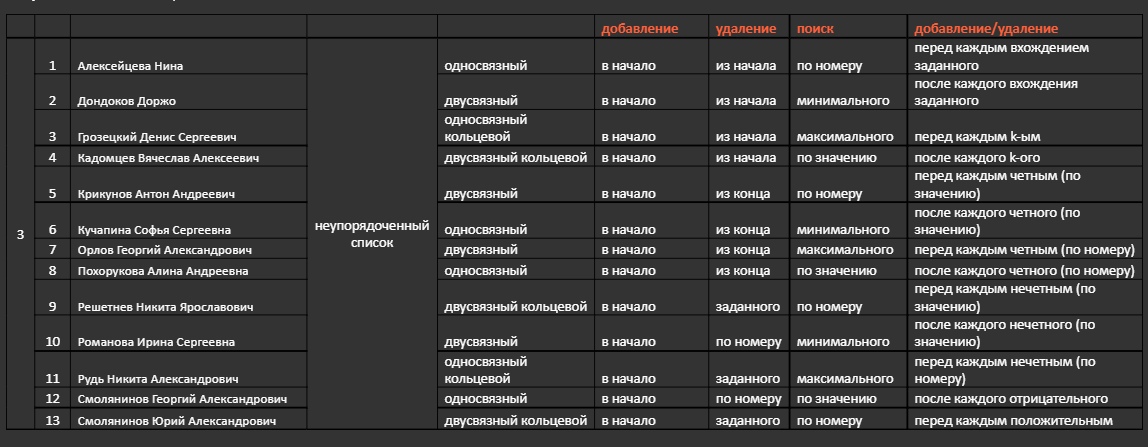 добавление удаление поиск добавление/удаление
1 Алексейцева Нина односвязный в начало из начала по номеру перед каждым вхождением заданного
2 Дондоков Доржо двусвязный в начало из начала минимального после каждого вхождения заданного
3 Грозецкий Денис Сергеевич односвязный кольцевой в начало из начала максимального перед каждым k-ым
4 Кадомцев Вячеслав Алексеевич двусвязный кольцевой в начало из начала по значению после каждого k-ого
5 Крикунов Антон Андреевич двусвязный в начало из конца по номеру перед каждым четным (по значению)
3 неупорядоченный список
6 Кучапина Софья Сергеевна односвязный в начало из конца минимального после каждого четного (по значению)
7 Орлов Георгий Александрович двусвязный в начало из конца максимального перед каждым четным (по номеру)
8 Похорукова Алина Андреевна односвязный в начало из конца по значению после каждого четного (по номеру)
9 Решетнев Никита Ярославович двусвязный кольцевой в начало заданного по номеру перед каждым нечетным (по значению)
10 Романова Ирина Сергеевна двусвязный в начало по номеру минимального после каждого нечетного (по значению)
11 Рудь Никита Александрович односвязный кольцевой в начало заданного максимального перед каждым нечетным (по номеру)
12 Смолянинов Георгий Александрович односвязный в начало по номеру по значению после каждого отрицательного
13 Смолянинов Юрий Александрович двусвязный кольцевой в начало заданного по номеру перед каждым положительным